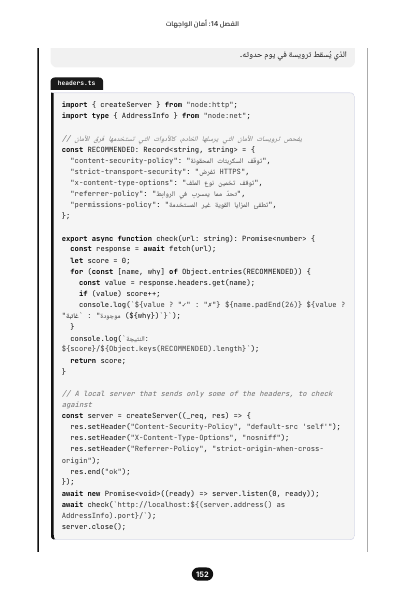 الفصل 14: أمان الواجهات
الذي يُسقط ترويسة في يوم حدوثه.
headers.ts
import { createServer } from "node:http";
import type { AddressInfo } from "node:net";
// يفحص ترويسات الأمان التي يرسلها الخادم، كالأدوات التي تستخدمها فرق الأمان
const RECOMMENDED: Record<string, string> = {
"content-security-policy": "توقف السكربتات المحقونة",
"strict-transport-security": "تفرض HTTPS",
"x-content-type-options": "توقف تخمين نوع الملف",
"referrer-policy": "تحدّ مما يتسرب في الروابط",
"permissions-policy": "تطفئ المزايا القوية غير المستخدمة",
};
export async function check(url: string): Promise<number> {
const response = await fetch(url);
let score = 0;
for (const [name, why] of Object.entries(RECOMMENDED)) {
const value = response.headers.get(name);
if (value) score++;
console.log(`${value ? "✓" : "✗"} ${name.padEnd(26)} ${value ?
"موجودة" : `غائبة (${why})`}`);
}
console.log(`النتيجة:
${score}/${Object.keys(RECOMMENDED).length}`);
return score;
}
// A local server that sends only some of the headers, to check
against
const server = createServer((_req, res) => {
res.setHeader("Content-Security-Policy", "default-src 'self'");
res.setHeader("X-Content-Type-Options", "nosniff");
res.setHeader("Referrer-Policy", "strict-origin-when-cross-
origin");
res.end("ok");
});
await new Promise<void>((ready) => server.listen(0, ready));
await check(`http://localhost:${(server.address() as
AddressInfo).port}/`);
server.close();
152